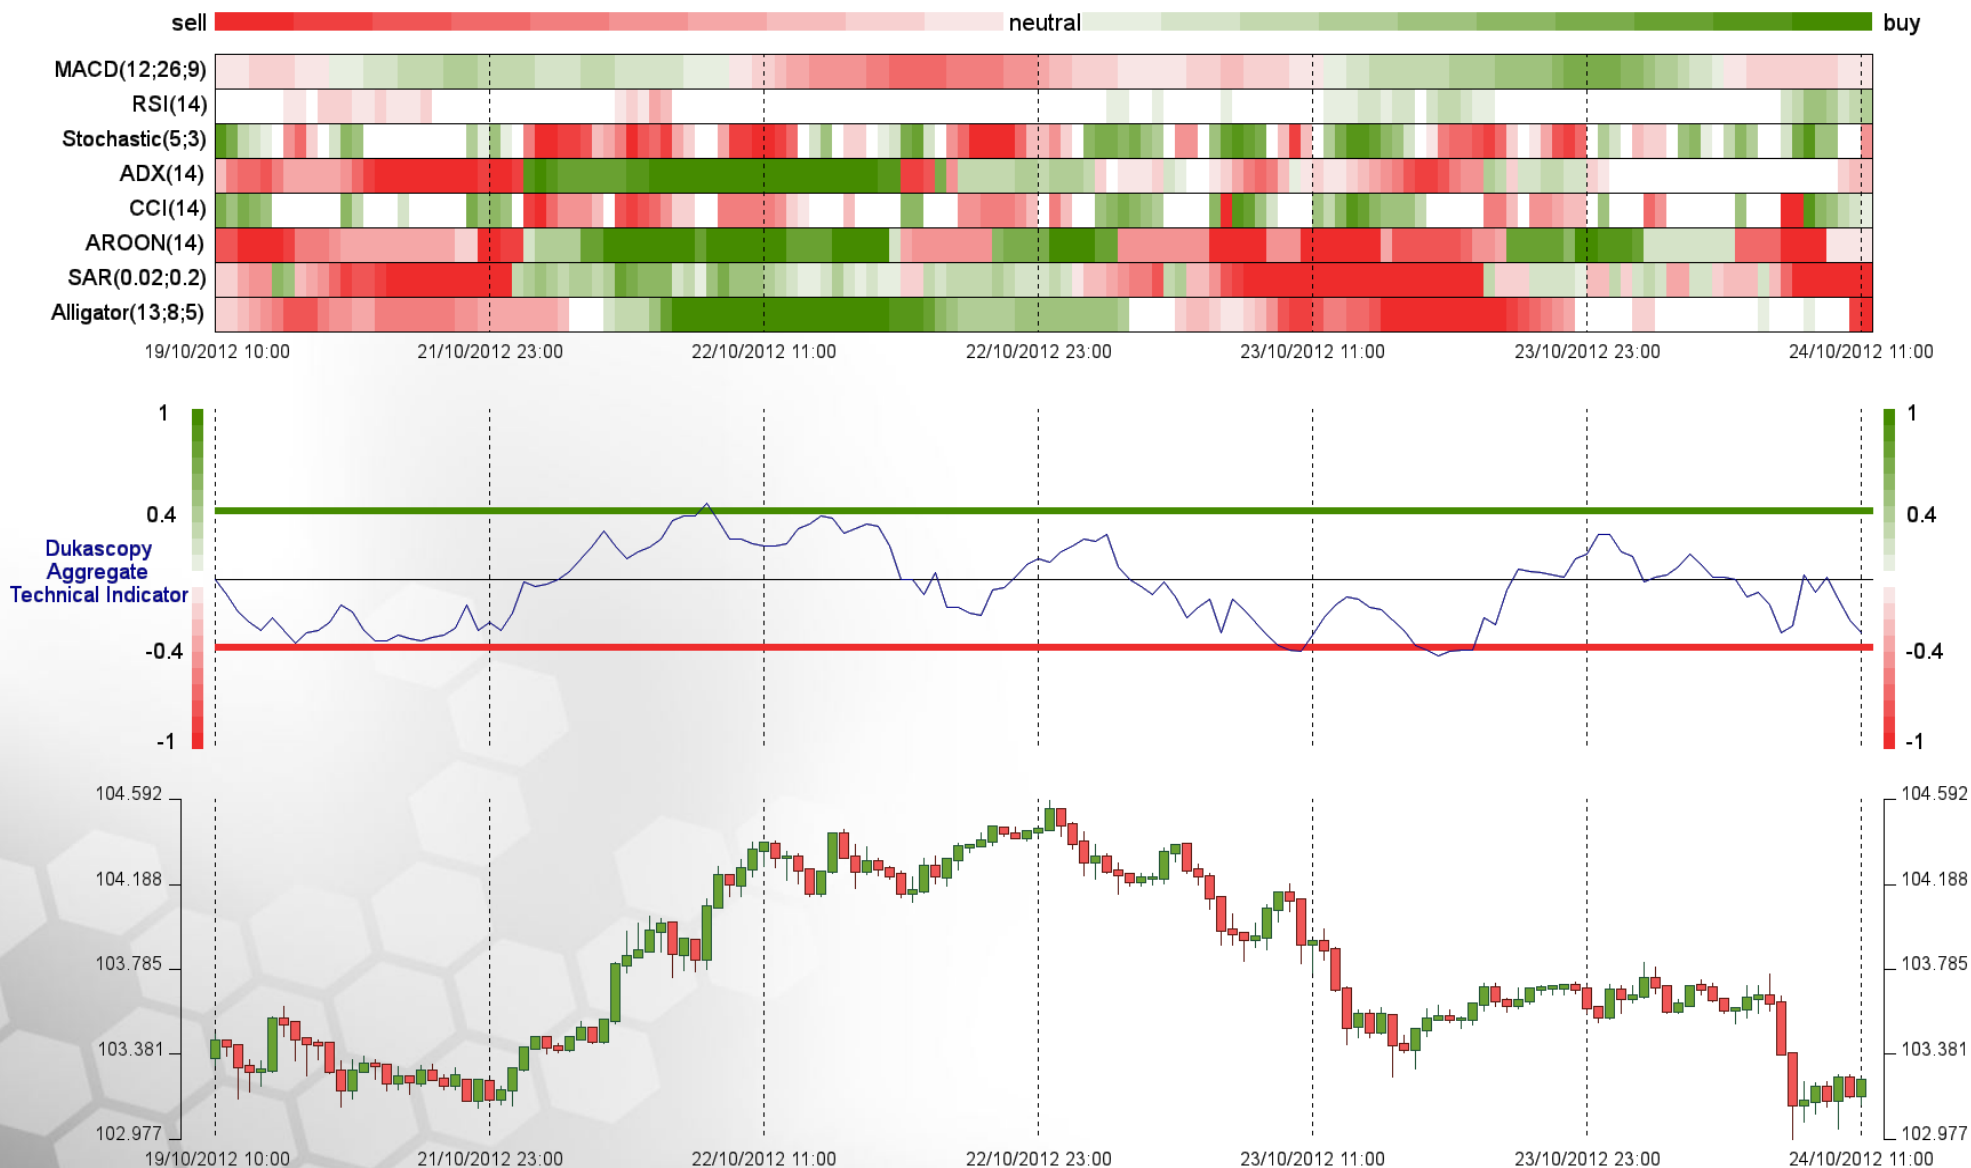 sell neutral buy
MACD(12;26;9)
RSI(14)
Stochastic(5;3)
ADX(14)
CCI(14)
AROON(14)
SAR(0.02;0.2)
Alligator(13;8;5)
19/10/2012 10:00 21/10/2012 23:00 22/10/2012 11:00 22/10/2012 23:00 23/10/2012 11:00 23/10/2012 23:00 24/10/2012 11:00
1 1
0.4 0.4
Dukascopy
Aggregate
Technical Indicator
-0.4 -0.4
-1 -1
104.592 104.592
104.188 104.188
103.785 103.785
103.381 103.381
102.977 102.977
19/10/2012 10:00 21/10/2012 23:00 22/10/2012 11:00 22/10/2012 23:00 23/10/2012 11:00 23/10/2012 23:00 24/10/2012 11:00